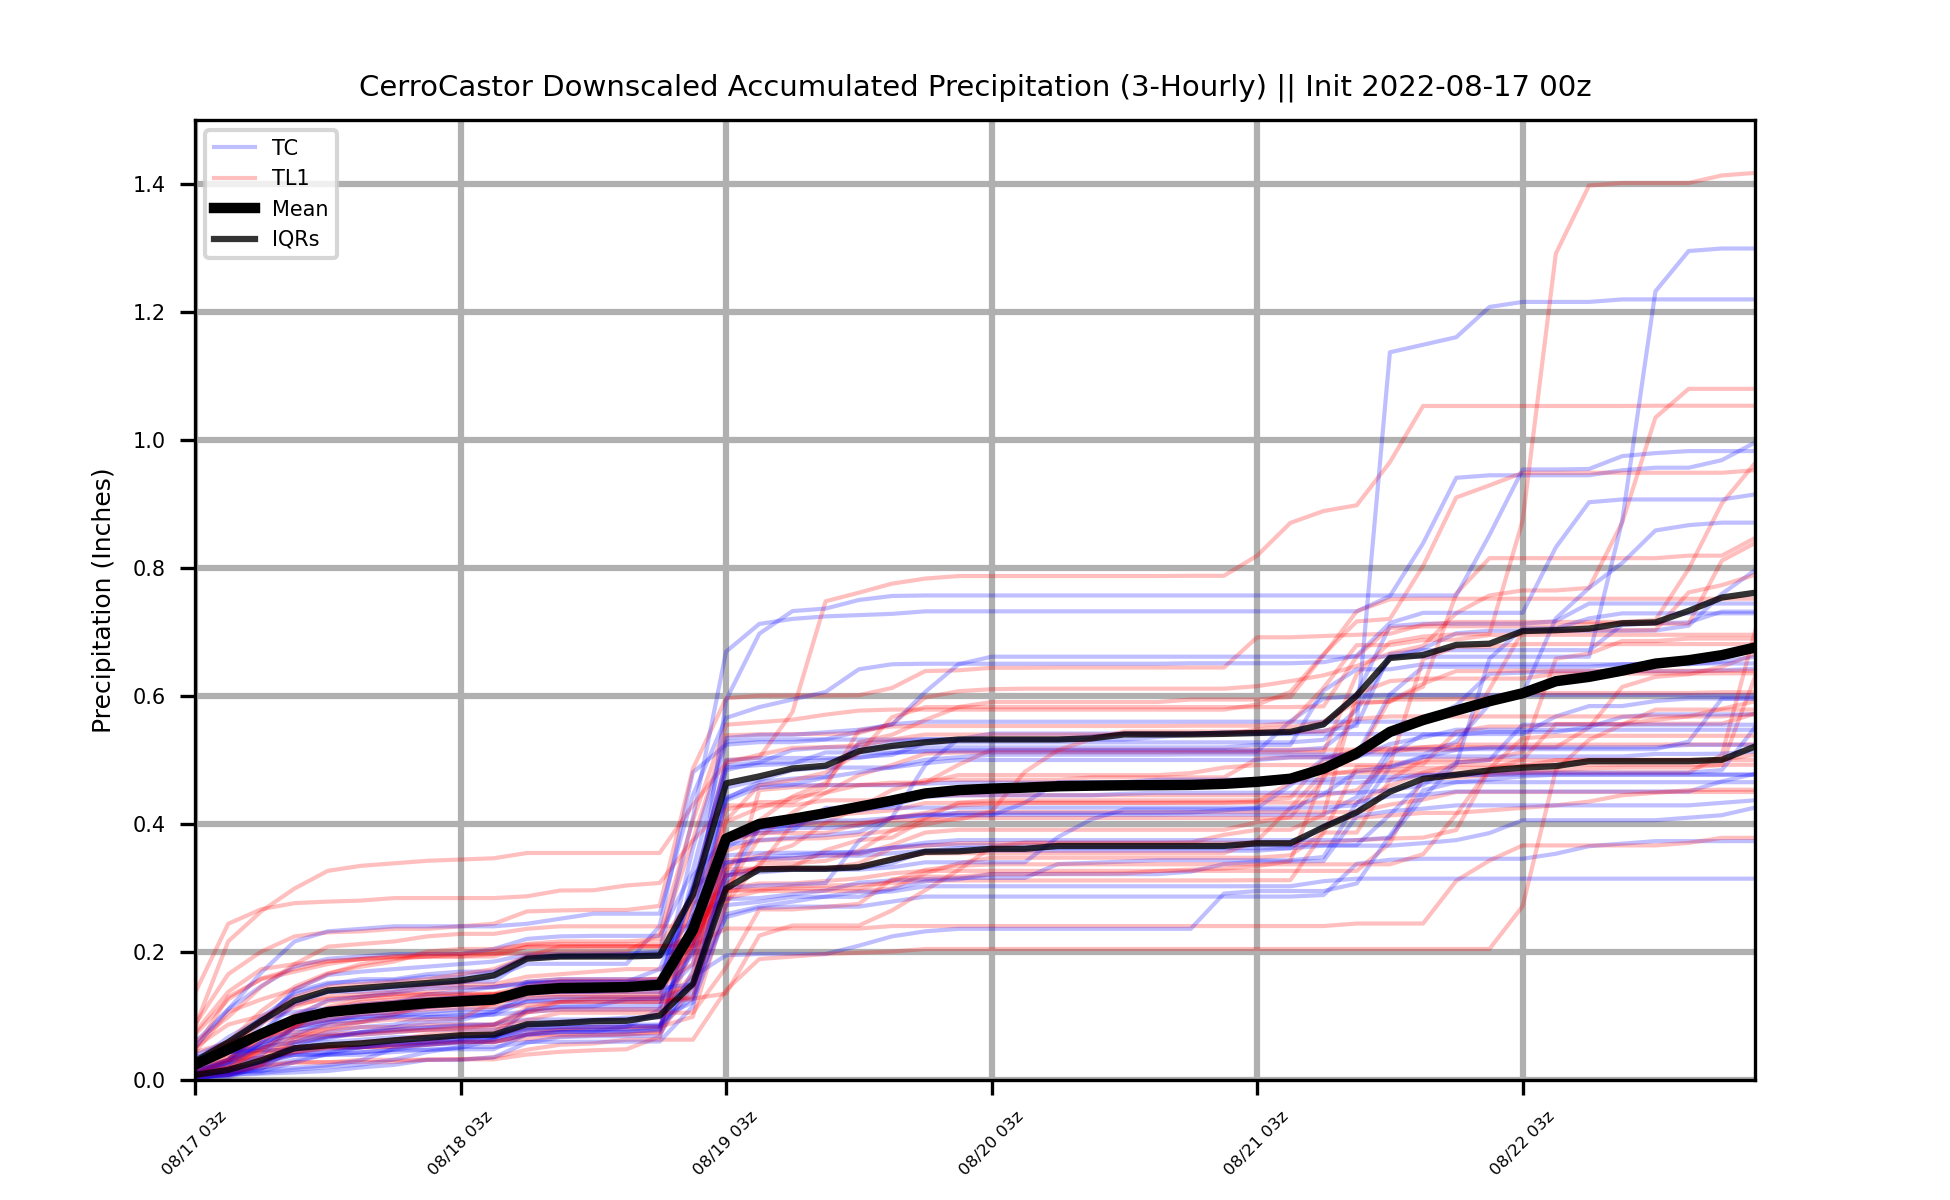 CerroCastor Downscaled Accumulated Precipitation (3-Hourly) || Init 2022-08-17 00z
TC
TL1
Mean
IQRs
Precipitation (Inches)
1.4
1.2
1.0
0.8
0.6
0.4
0.2
0.0
08/17 03z
08/18 03z
08/19 03z
08/20 03z
08/21 03z
08/22 03z